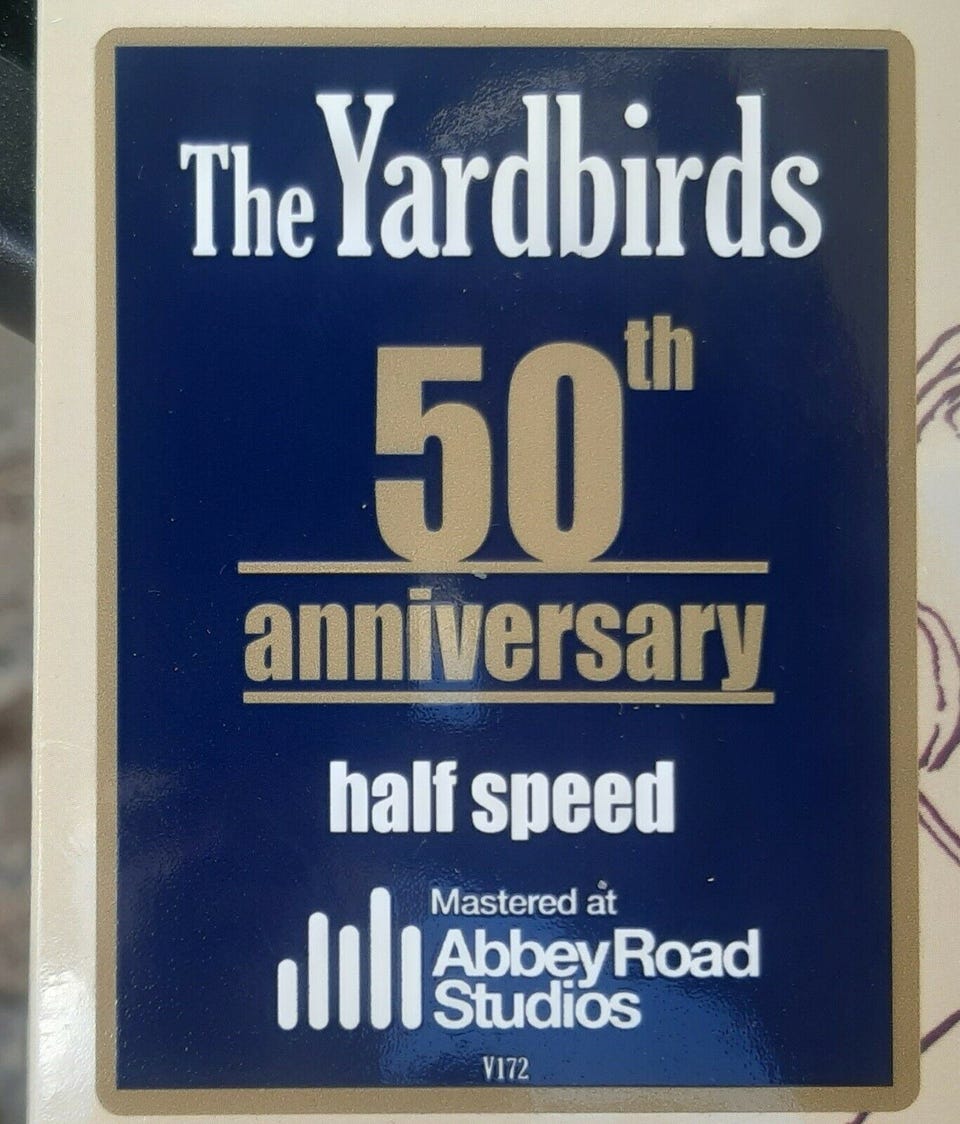 The Yardbirds
50th
anniversary
half speed
Mastered at
Abbey Road
Studios
V172